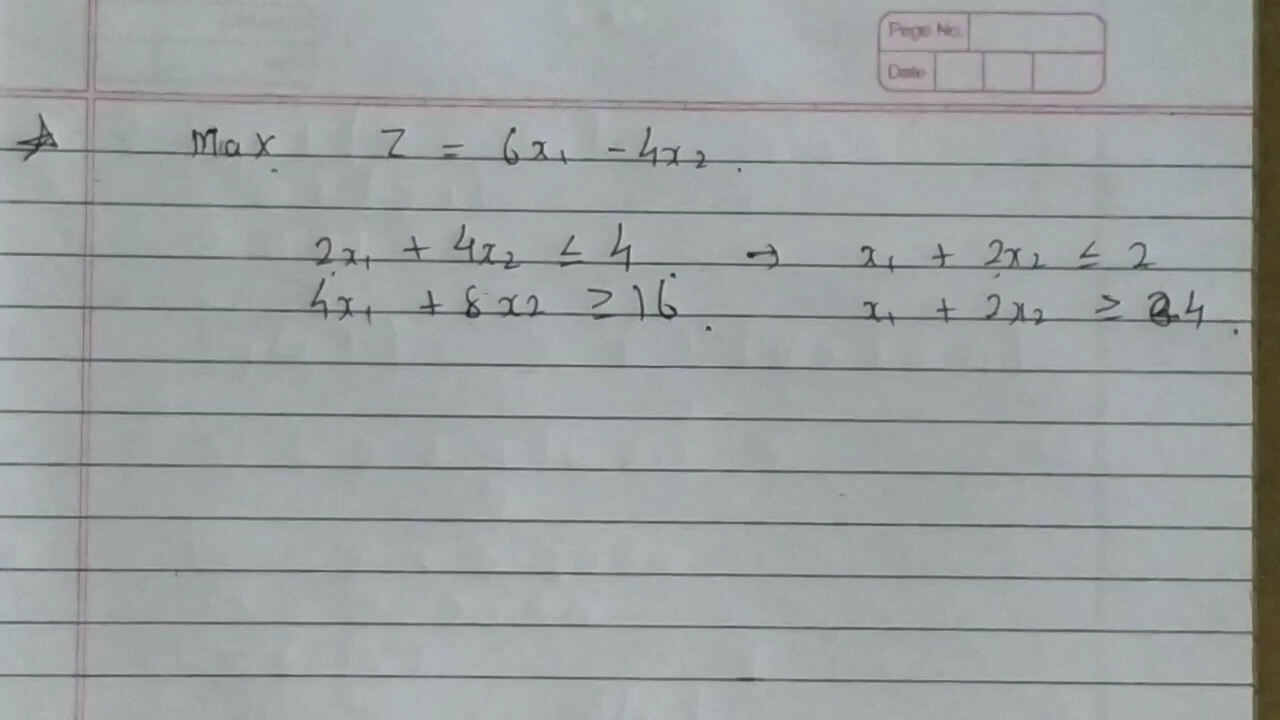 Page No.
Date
Max Z = 6x₁ - 4x₂.
2x₁ + 4x₂ ≤ 4 → x₁ + 2x₂ ≤ 2
4x₁ + 8x2 ≥ 16. x₁ + 2x₂ ≥ 4.